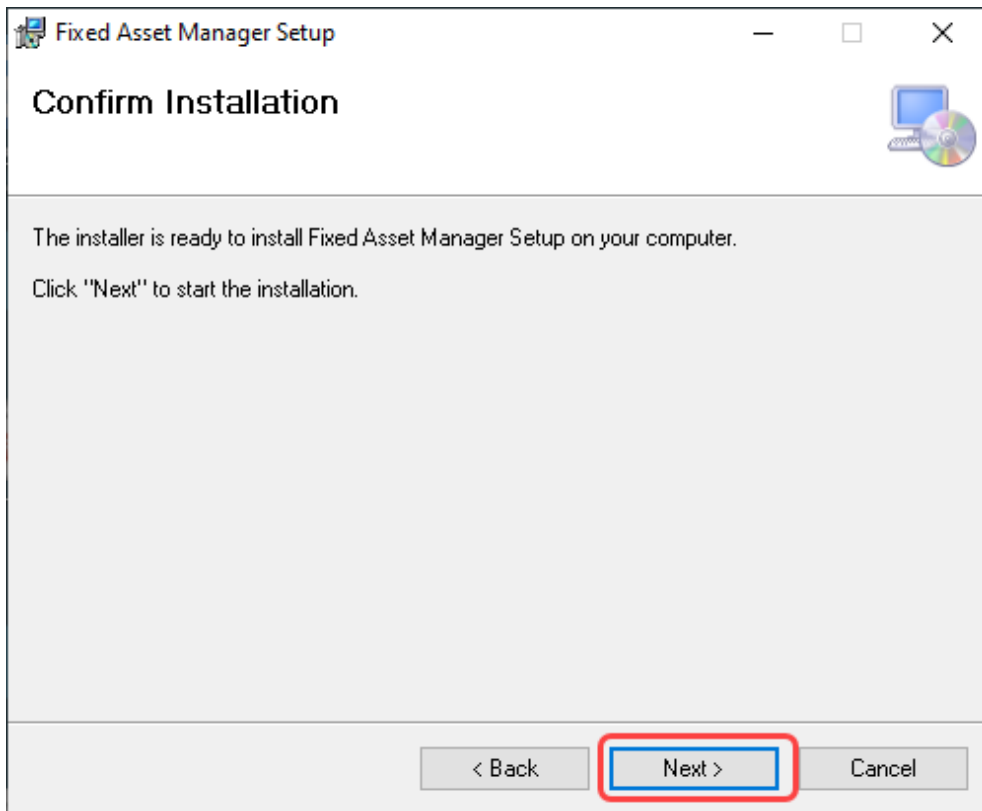 Fixed Asset Manager Setup
Confirm Installation
The installer is ready to install Fixed Asset Manager Setup on your computer.
Click "Next" to start the installation.
< Back
Next >
Cancel